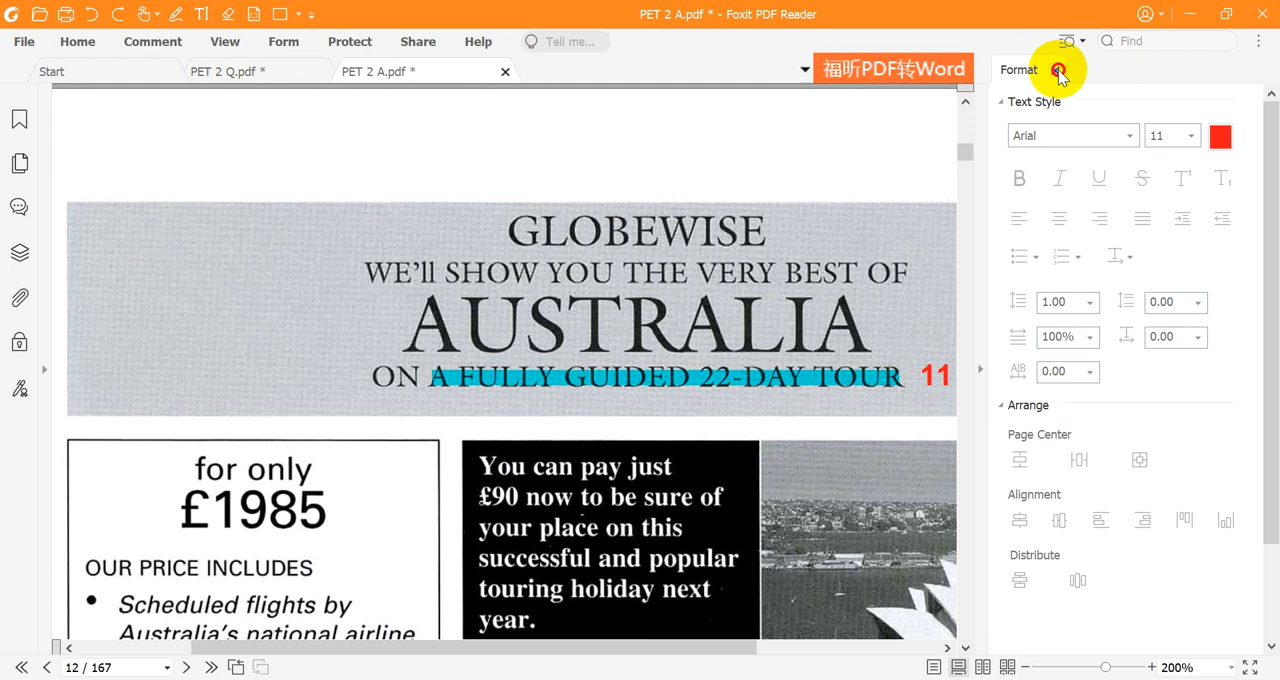 PET 2 A.pdf * - Foxit PDF Reader
File Home Comment View Form Protect Share Help Tell me... Find
Start PET 2 Q.pdf * PET 2 A.pdf * 福昕PDF转Word Format
Text Style
Arial 11
1.00 0.00
100% 0.00
0.00
Arrange
Page Center
Alignment
Distribute
GLOBEWISE
WE'll SHOW YOU THE VERY BEST OF
AUSTRALIA
ON A FULLY GUIDED 22-DAY TOUR 11
for only
£1985
OUR PRICE INCLUDES
• Scheduled flights by
Australia's national airline
You can pay just
£90 now to be sure of
your place on this
successful and popular
touring holiday next
year.
12 / 167 200%